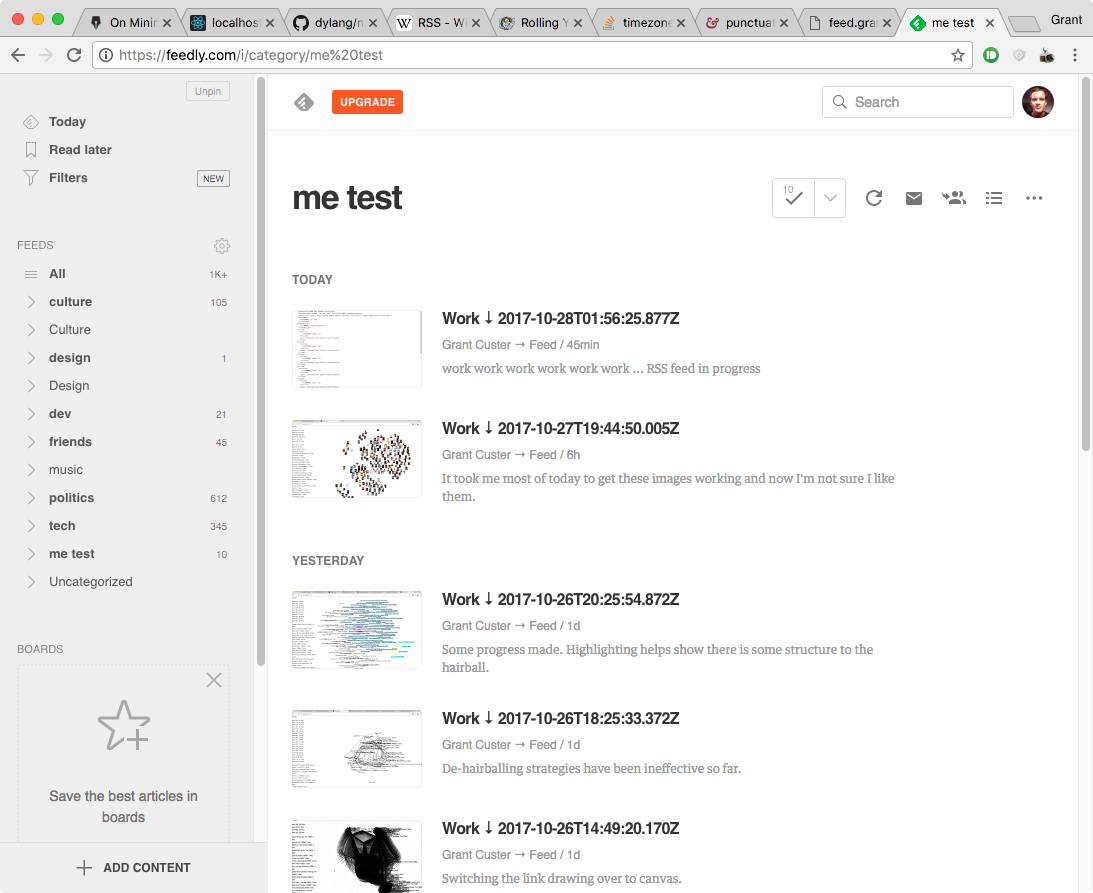 On Minin
localhost
dylang/n
RSS - Wi
Rolling Y
timezone
punctuat
feed.gra
me test
Grant
https://feedly.com/i/category/me%20test
Unpin
Today
Read later
Filters NEW
FEEDS
All 1K+
culture 105
Culture
design 1
Design
dev 21
friends 45
music
politics 612
tech 345
me test 10
Uncategorized
BOARDS
Save the best articles in
boards
ADD CONTENT
UPGRADE
Search
me test
10
TODAY
Work ↓ 2017-10-28T01:56:25.877Z
Grant Custer → Feed / 45min
work work work work work work ... RSS feed in progress
Work ↓ 2017-10-27T19:44:50.005Z
Grant Custer → Feed / 6h
It took me most of today to get these images working and now I'm not sure I like
them.
YESTERDAY
Work ↓ 2017-10-26T20:25:54.872Z
Grant Custer → Feed / 1d
Some progress made. Highlighting helps show there is some structure to the
hairball.
Work ↓ 2017-10-26T18:25:33.372Z
Grant Custer → Feed / 1d
De-hairballing strategies have been ineffective so far.
Work ↓ 2017-10-26T14:49:20.170Z
Grant Custer → Feed / 1d
Switching the link drawing over to canvas.